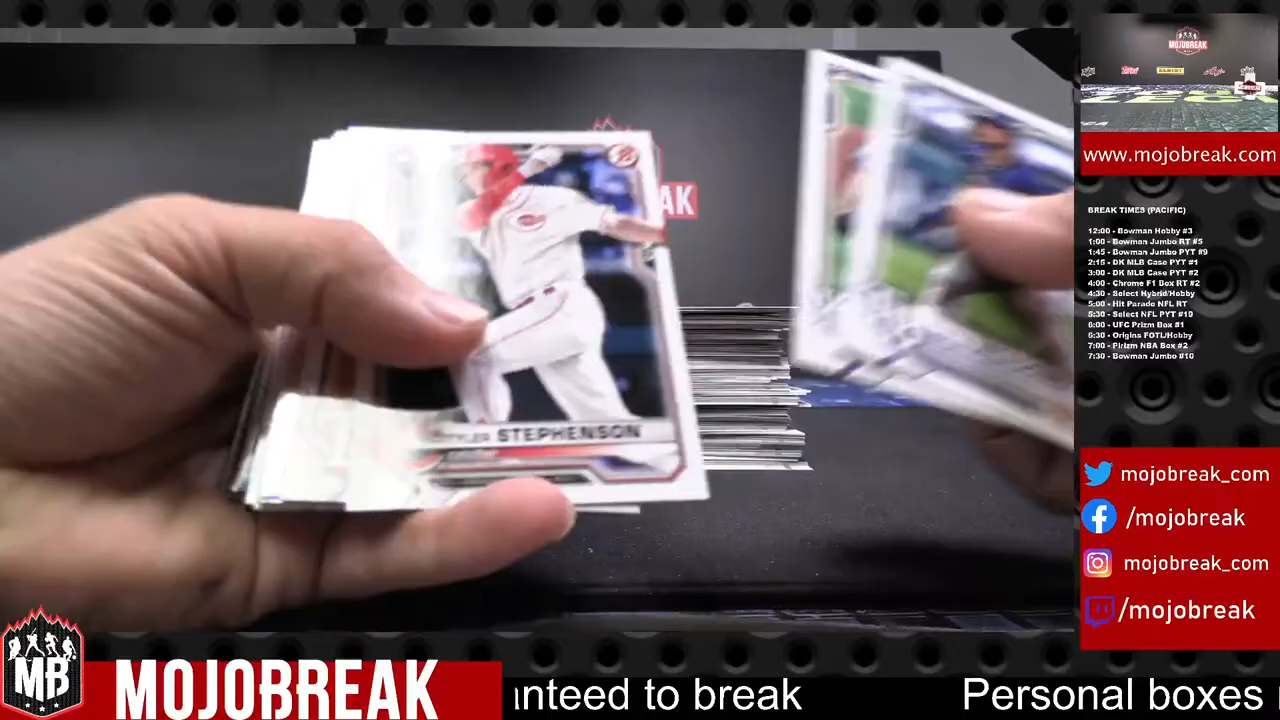 MOJOBREAK
TOPPS
PANINI
www.mojobreak.com
AK
BREAK TIMES (PACIFIC)
12:00 - Bowman Hobby #3
1:00 - Bowman Jumbo RT #5
1:45 - Bowman Jumbo PYT #9
2:15 - DK MLB Case PYT #1
3:00 - DK MLB Case PYT #2
4:00 - Chrome F1 Box RT #2
4:30 - Select Hybrid/Hobby
5:00 - Hit Parade NFL RT
5:30 - Select NFL PYT #10
6:00 - UFC Prizm Box #1
6:30 - Origins FOTL/Hobby
7:00 - Pirizm NBA Box #2
7:30 - Bowman Jumbo #10
STEPHENSON
mojobreak_com
/mojobreak
mojobreak_com
/mojobreak
MB
MOJOBREAK
nteed to break
Personal boxes